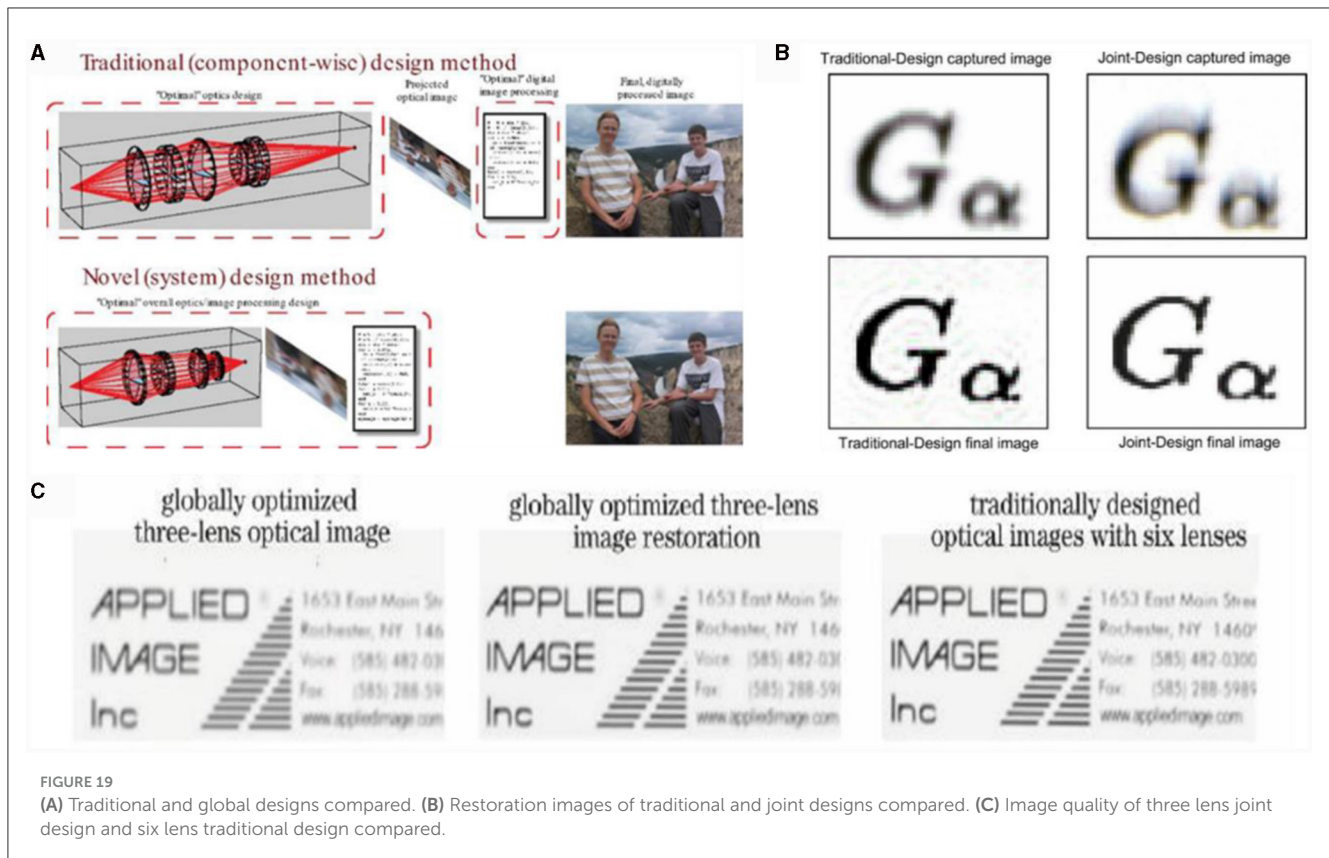 A
Traditional (component-wise) design method
"Optimal" optics design
Projected
optical image
"Optimal" digital
image processing
Final, digitally
processed image
Novel (system) design method
"Optimal" overall optics/image processing design
B
Traditional-Design captured image
Joint-Design captured image
G α
G α
G α
G α
Traditional-Design final image
Joint-Design final image
C
globally optimized
three-lens optical image
APPLIED
IMAGE
Inc
1653 East Main Str
Rochester, NY 146
Voice: (585) 482-030
Fax: (585) 288-59
www.appliedimage.com
globally optimized three-lens
image restoration
APPLIED
IMAGE
Inc
1653 East Main Str
Rochester, NY 146
Voice: (585) 482-030
Fax: (585) 288-598
www.appliedimage.com
traditionally designed
optical images with six lenses
APPLIED
IMAGE
Inc
1653 East Main Stree
Rochester, NY 1460
Voice: (585) 482-0300
Fax: (585) 288-5989
www.appliedimage.com
FIGURE 19
(A) Traditional and global designs compared. (B) Restoration images of traditional and joint designs compared. (C) Image quality of three lens joint
design and six lens traditional design compared.